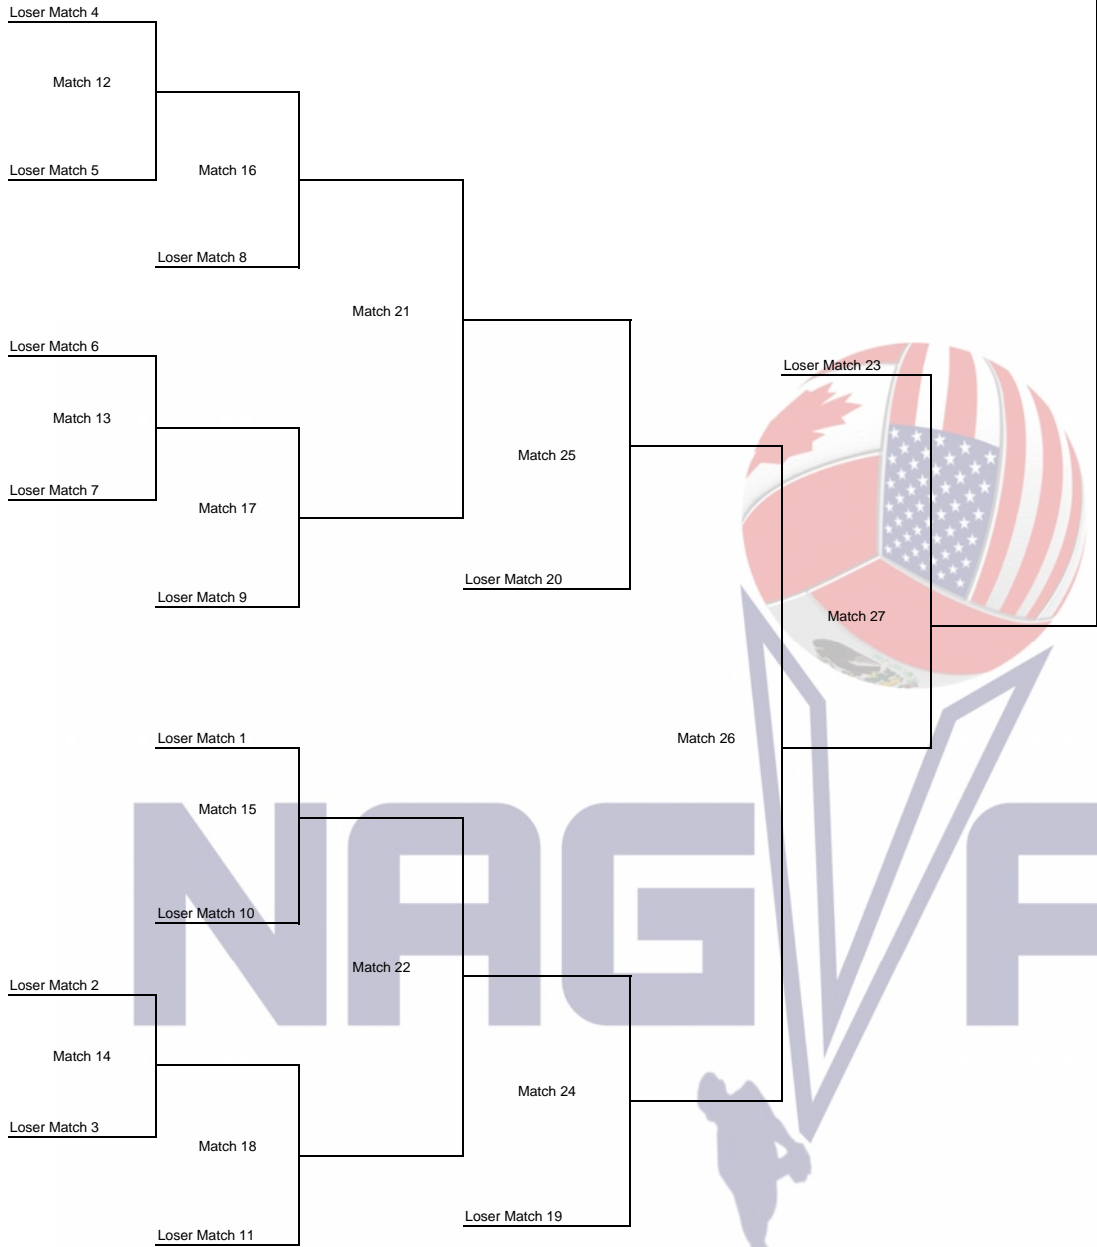 Loser Match 4
Match 12
Loser Match 5
Match 16
Loser Match 8
Match 21
Loser Match 6
Loser Match 23
Match 13
Match 25
Loser Match 7
Match 17
Loser Match 20
Loser Match 9
Match 27
Loser Match 1
Match 26
Match 15
NAGVA
Loser Match 10
Match 22
Loser Match 2
Match 14
Match 24
Loser Match 3
Match 18
Loser Match 19
Loser Match 11